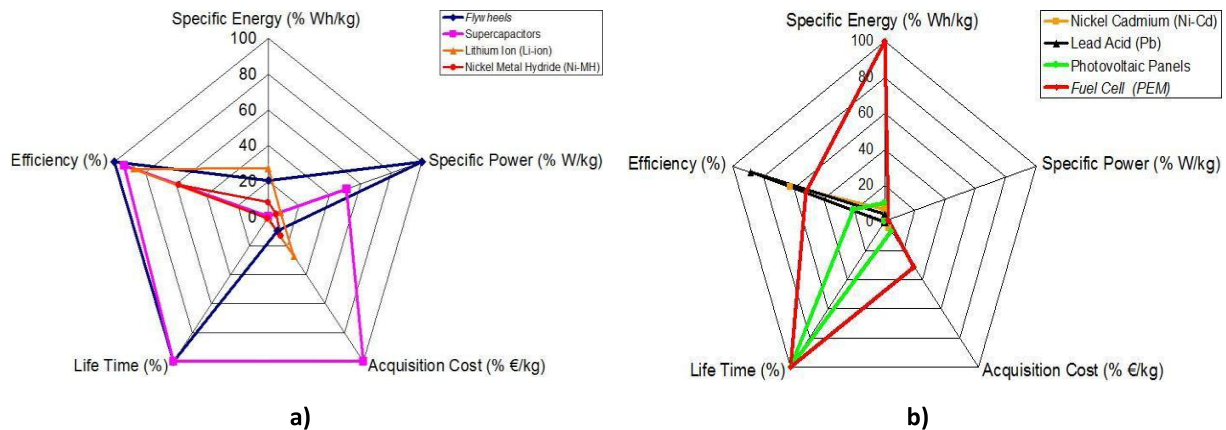 Specific Energy (% Wh/kg)
100
80
60
40
20
0
Specific Power (% W/kg)
Acquisition Cost (% €/kg)
Life Time (%)
Efficiency (%)
Flywheels
Supercapacitors
Lithium Ion (Li-ion)
Nickel Metal Hydride (Ni-MH)
a)
Specific Energy (% Wh/kg)
100
80
60
40
20
0
Specific Power (% W/kg)
Acquisition Cost (% €/kg)
Life Time (%)
Efficiency (%)
Nickel Cadmium (Ni-Cd)
Lead Acid (Pb)
Photovoltaic Panels
Fuel Cell (PEM)
b)